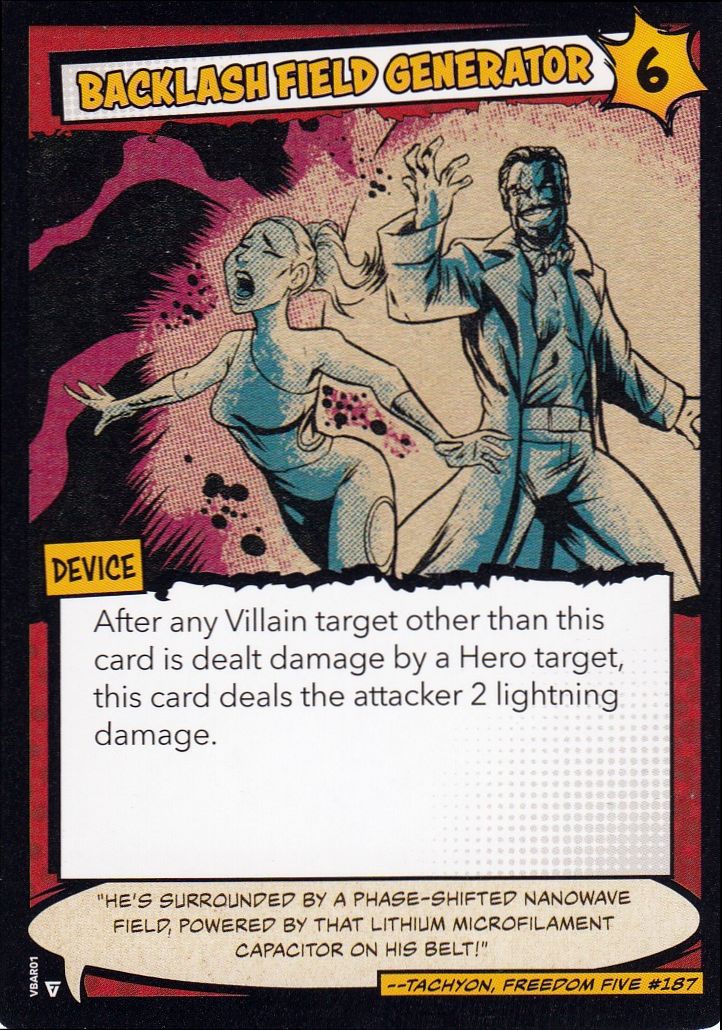 BACKLASH FIELD GENERATOR
6
DEVICE
After any Villain target other than this
card is dealt damage by a Hero target,
this card deals the attacker 2 lightning
damage.
"HE'S SURROUNDED BY A PHASE-SHIFTED NANOWAVE
FIELD, POWERED BY THAT LITHIUM MICROFILAMENT
CAPACITOR ON HIS BELT!"
--TACHYON, FREEDOM FIVE #187
VBAR01